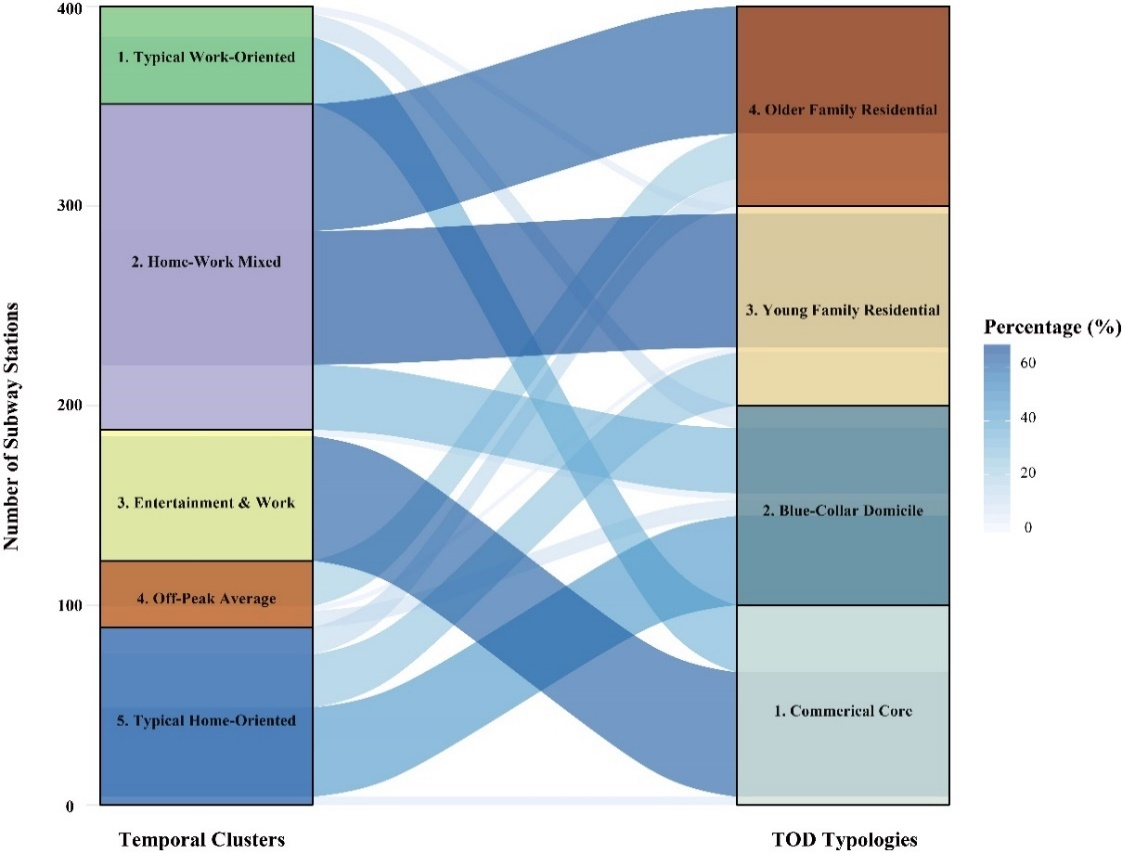 400
300
200
100
0
Number of Subway Stations
1. Typical Work-Oriented
2. Home-Work Mixed
3. Entertainment & Work
4. Off-Peak Average
5. Typical Home-Oriented
4. Older Family Residential
3. Young Family Residential
2. Blue-Collar Domicile
1. Commcrical Core
Temporal Clusters
TOD Typologies
Percentage (%)
60
40
20
0